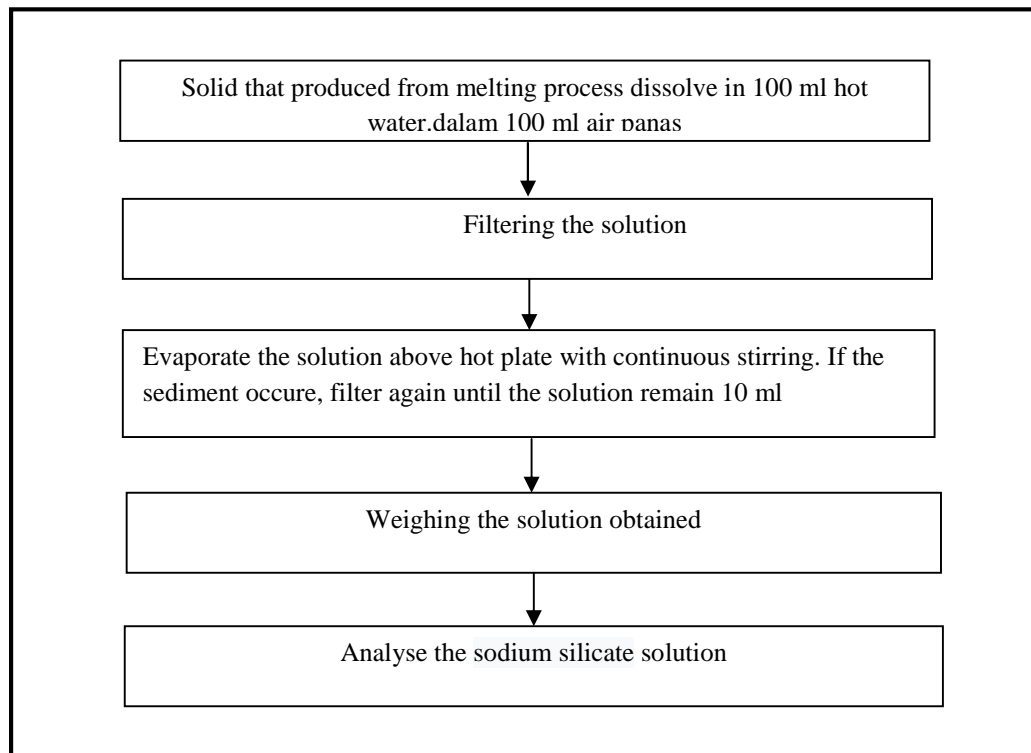 Solid that produced from melting process dissolve in 100 ml hot
water.dalam 100 ml air panas
Filtering the solution
Evaporate the solution above hot plate with continuous stirring. If the
sediment occure, filter again until the solution remain 10 ml
Weighing the solution obtained
Analyse the sodium silicate solution